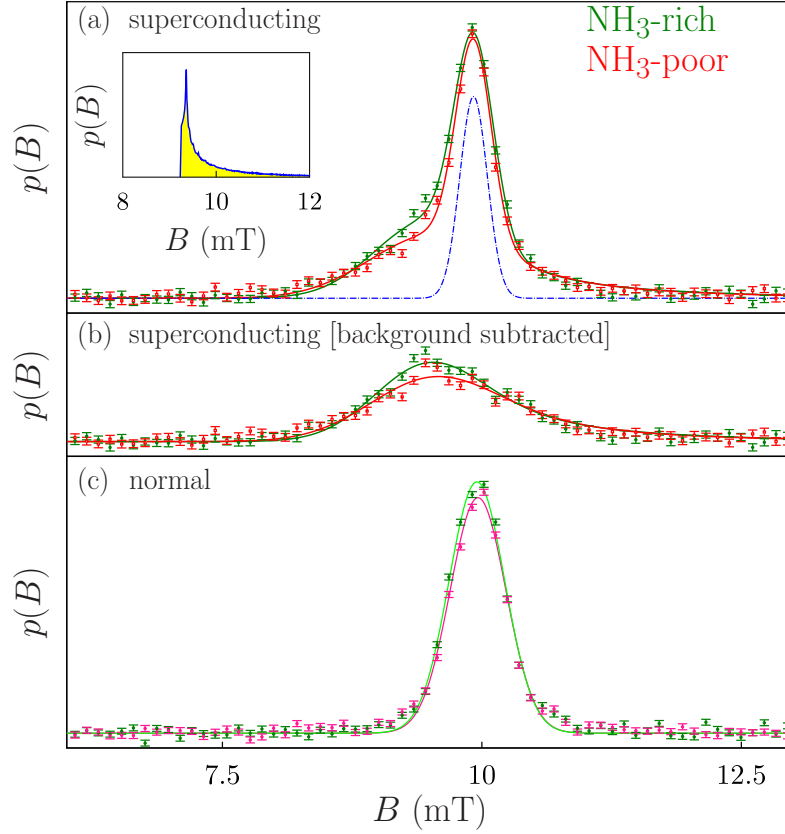 (a) superconducting
NH₃-rich
NH₃-poor
p(B)
p(B)
8 10 12
B (mT)
(b) superconducting [background subtracted]
p(B)
(c) normal
p(B)
7.5 10 12.5
B (mT)